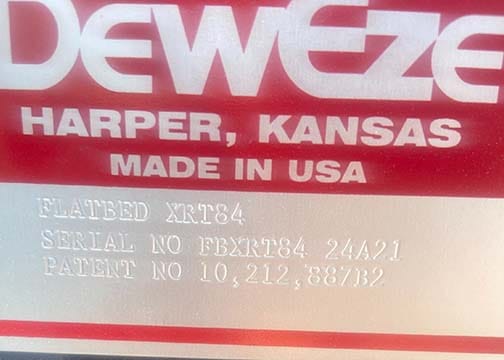 DEWEZE
HARPER, KANSAS
MADE IN USA
FLATBED XRT84
SERIAL NO FBXRT84 24A21
PATENT NO 10,212,887B2